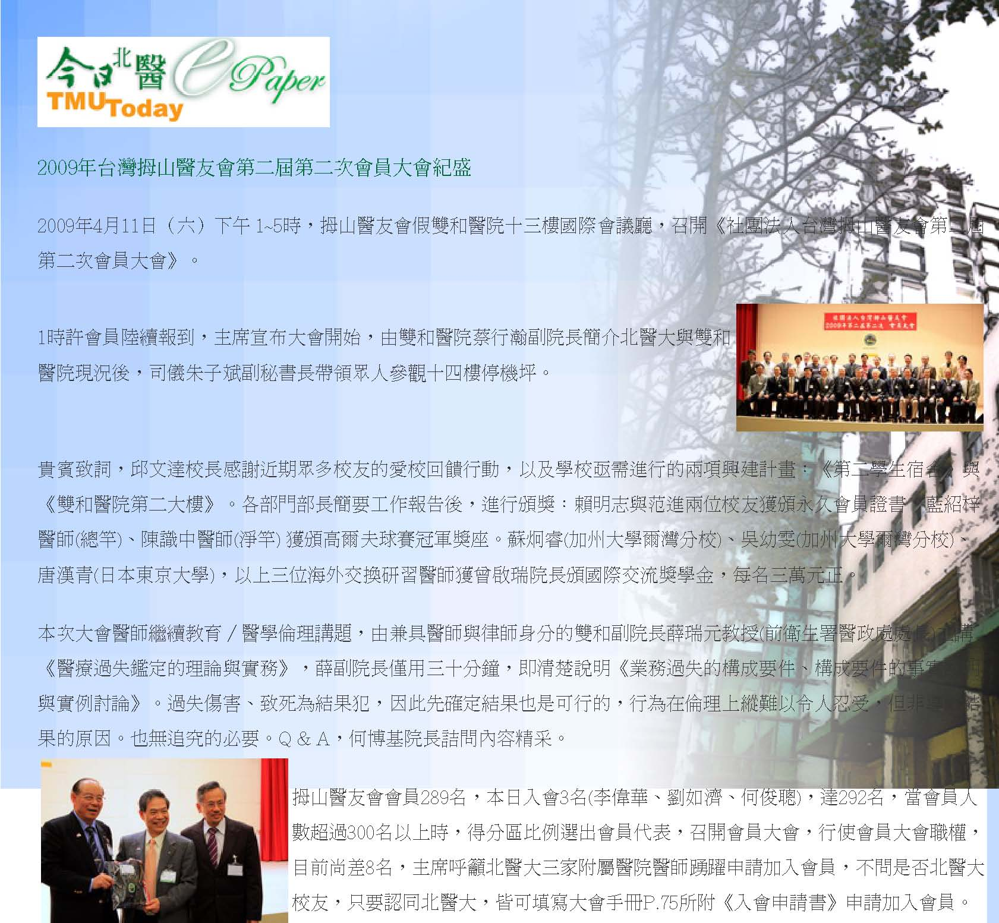 今日北醫 e Paper
TMU Today
2009年台灣拇山醫友會第二屆第二次會員大會紀盛
2009年4月11日（六）下午 1~5時，拇山醫友會假雙和醫院十三樓國際會議廳，召開《社團法人台灣拇山醫友會第二屆
第二次會員大會》。
社團法人台灣拇山醫友會
2009年第二屆第二次 會員大會
1時許會員陸續報到，主席宣布大會開始，由雙和醫院蔡行瀚副院長簡介北醫大與雙和
醫院現況後，司儀朱子斌副秘書長帶領眾人參觀十四樓停機坪。
貴賓致詞，邱文達校長感謝近期眾多校友的愛校回饋行動，以及學校亟需進行的兩項興建計畫：《第二學生宿舍》與
《雙和醫院第二大樓》。各部門部長簡要工作報告後，進行頒獎：賴明志與范進兩位校友獲頒永久會員證書，藍紹梓
醫師(總竿)、陳識中醫師(淨竿) 獲頒高爾夫球賽冠軍獎座。蘇炯睿(加州大學爾灣分校)、吳幼雯(加州大學爾灣分校)、
唐漢青(日本東京大學)，以上三位海外交換研習醫師獲曾啟瑞院長頒國際交流獎學金，每名三萬元正。
本次大會醫師繼續教育／醫學倫理講題，由兼具醫師與律師身分的雙和副院長薛瑞元教授(前衛生署醫政處處長)主講
《醫療過失鑑定的理論與實務》，薛副院長僅用三十分鐘，即清楚說明《業務過失的構成要件、構成要件的事實
與實例討論》。過失傷害、致死為結果犯，因此先確定結果也是可行的，行為在倫理上縱難以令人忍受，但非導致結
果的原因。也無追究的必要。Q & A，何博基院長詰問內容精采。
拇山醫友會會員289名，本日入會3名(李偉華、劉如濟、何俊聰)，達292名，當會員人
數超過300名以上時，得分區比例選出會員代表，召開會員大會，行使會員大會職權，
目前尚差8名，主席呼籲北醫大三家附屬醫院醫師踴躍申請加入會員，不問是否北醫大
校友，只要認同北醫大，皆可填寫大會手冊P.75所附《入會申請書》申請加入會員。